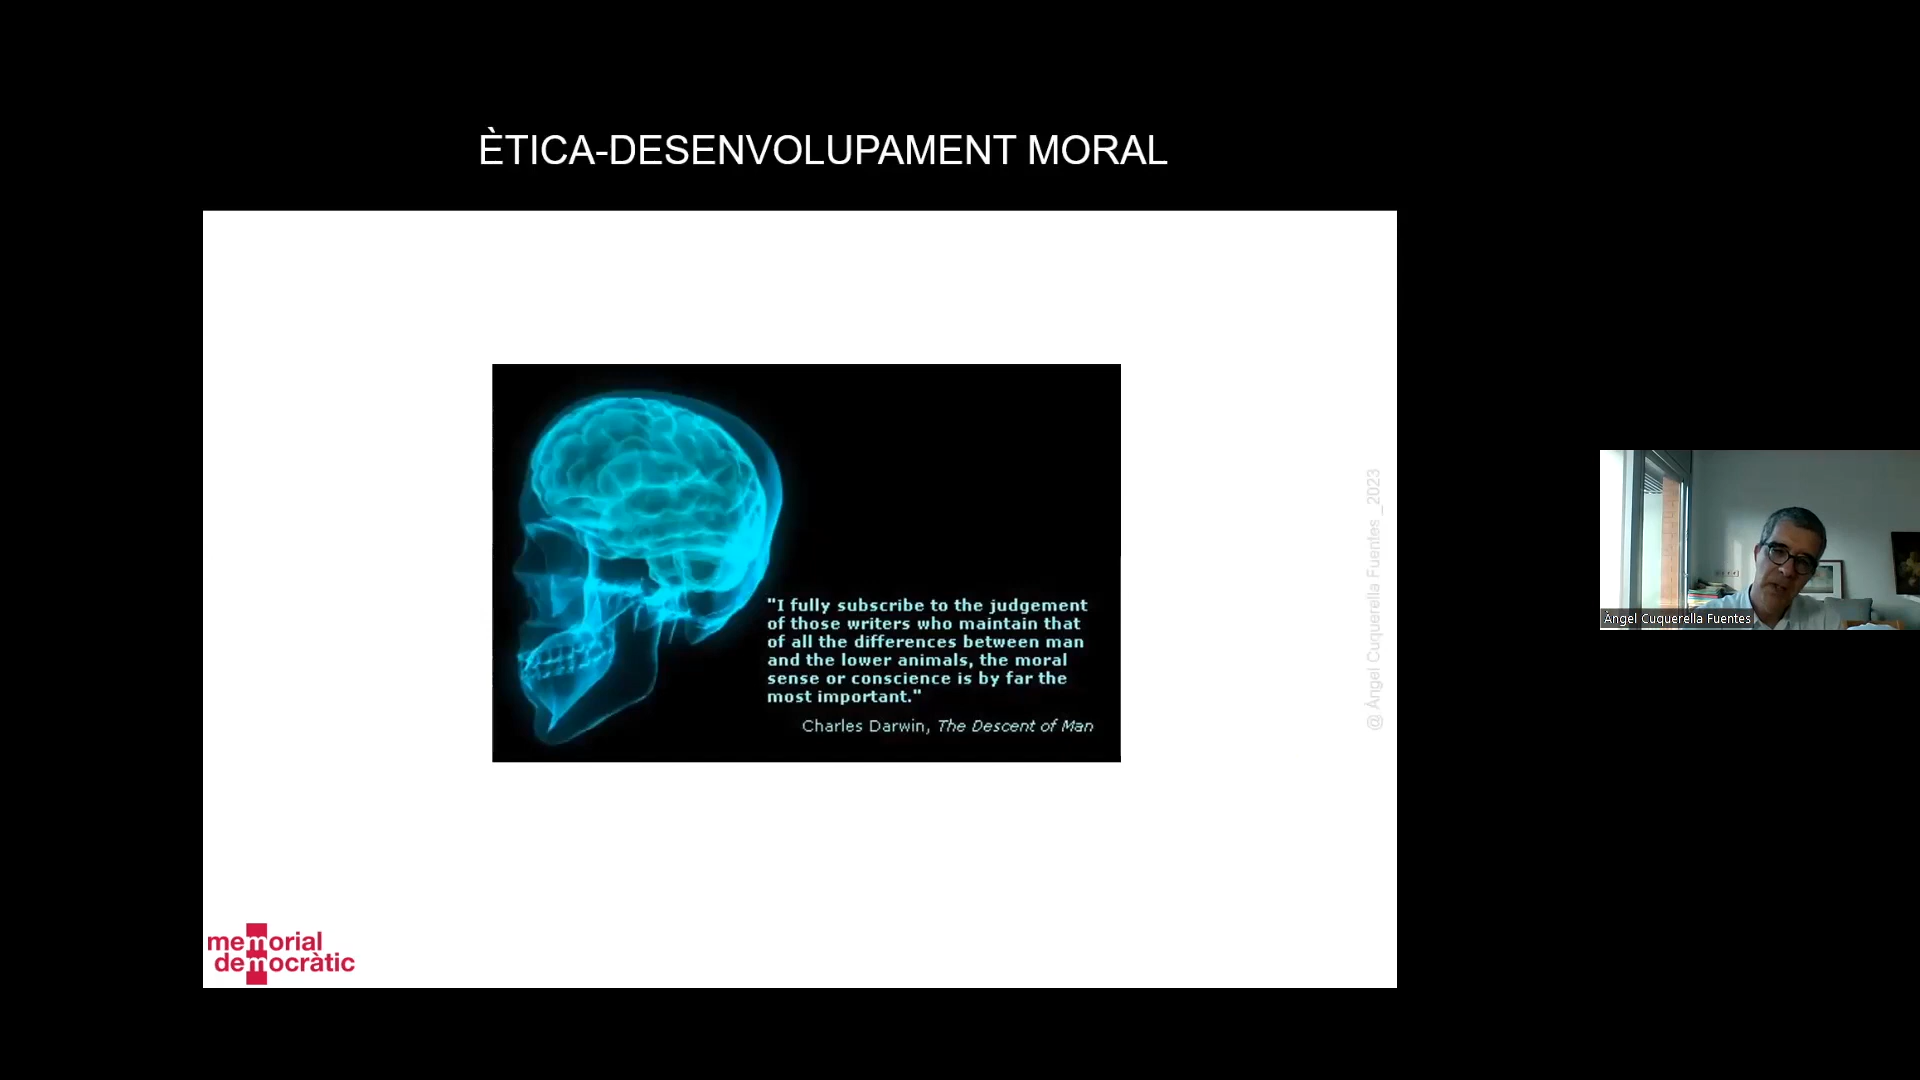 ÈTICA-DESENVOLUPAMENT MORAL
"I fully subscribe to the judgement
of those writers who maintain that
of all the differences between man
and the lower animals, the moral
sense or conscience is by far the
most important."
Charles Darwin, The Descent of Man
@ Àngel Cuquerella Fuentes _2023
memorial
democràtic
Àngel Cuquerella Fuentes